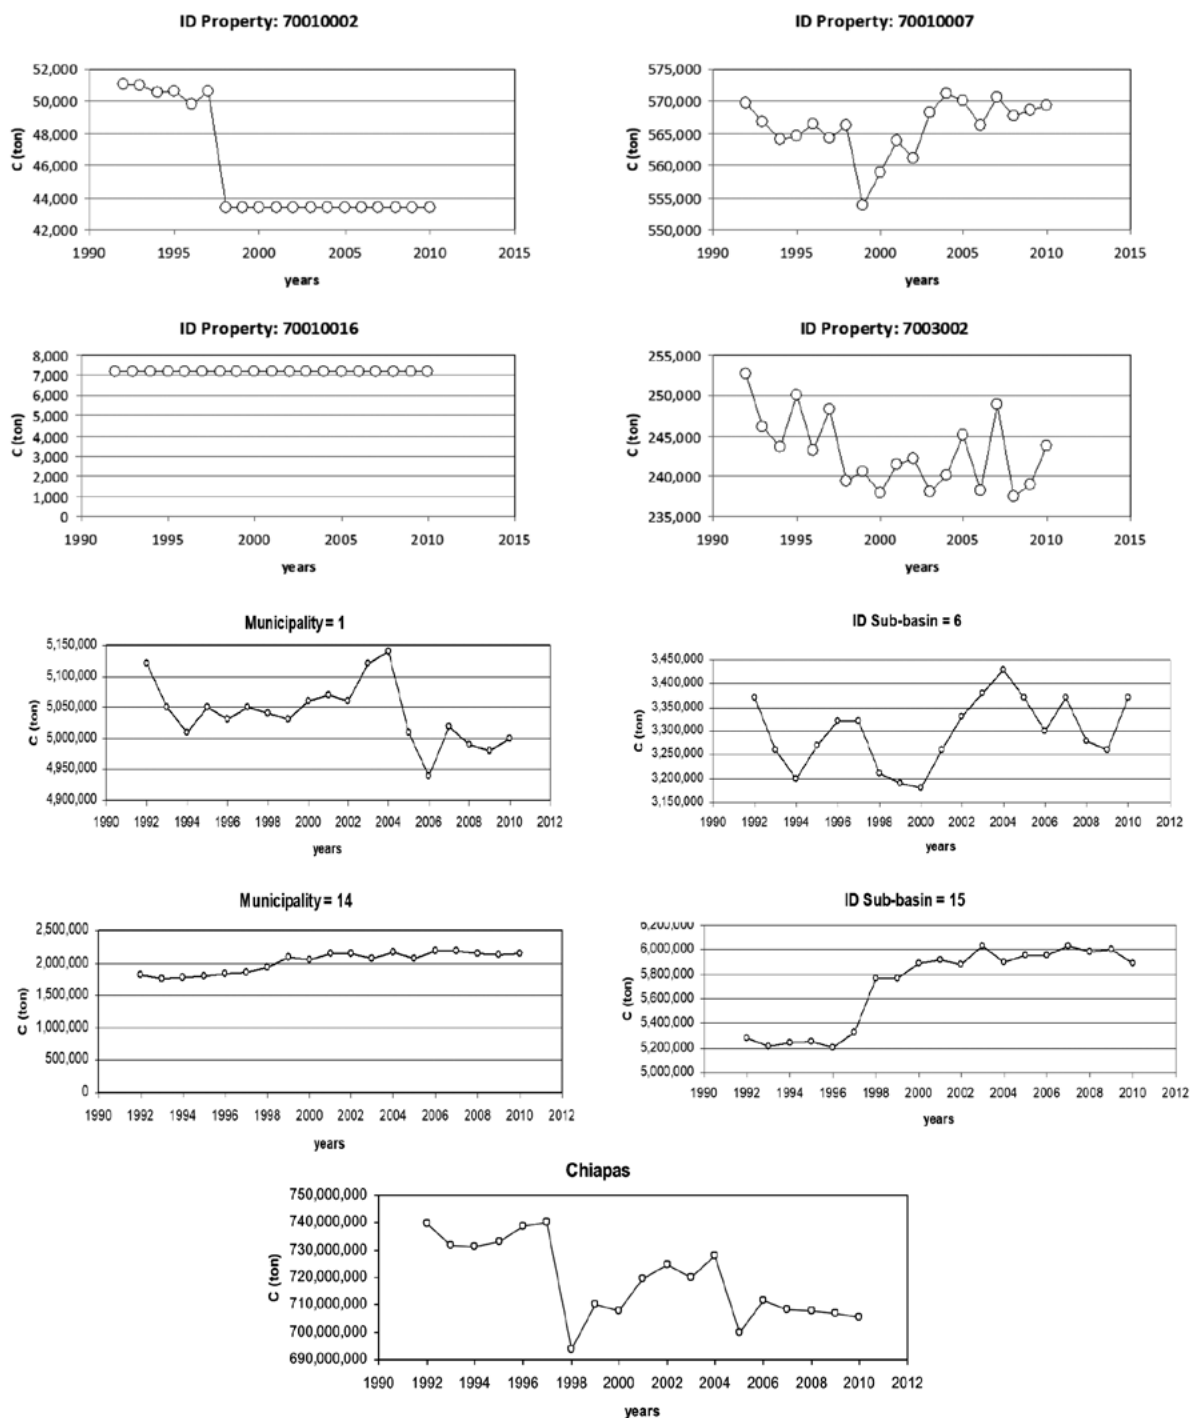 ID Property: 70010002
52,000
50,000
48,000
46,000
44,000
42,000
C (ton)
1990 1995 2000 2005 2010 2015
years
ID Property: 70010007
575,000
570,000
565,000
560,000
555,000
550,000
C (ton)
1990 1995 2000 2005 2010 2015
years
ID Property: 70010016
8,000
7,000
6,000
5,000
4,000
3,000
2,000
1,000
0
C (ton)
1990 1995 2000 2005 2010 2015
years
ID Property: 7003002
255,000
250,000
245,000
240,000
235,000
C (ton)
1990 1995 2000 2005 2010 2015
years
Municipality = 1
5,150,000
5,100,000
5,050,000
5,000,000
4,950,000
4,900,000
C (ton)
1990 1992 1994 1996 1998 2000 2002 2004 2006 2008 2010 2012
years
ID Sub-basin = 6
3,450,000
3,400,000
3,350,000
3,300,000
3,250,000
3,200,000
3,150,000
C (ton)
1990 1992 1994 1996 1998 2000 2002 2004 2006 2008 2010 2012
years
Municipality = 14
2,500,000
2,000,000
1,500,000
1,000,000
500,000
0
C (ton)
1990 1992 1994 1996 1998 2000 2002 2004 2006 2008 2010 2012
years
ID Sub-basin = 15
6,200,000
6,000,000
5,800,000
5,600,000
5,400,000
5,200,000
5,000,000
C (ton)
1990 1992 1994 1996 1998 2000 2002 2004 2006 2008 2010 2012
years
Chiapas
750,000,000
740,000,000
730,000,000
720,000,000
710,000,000
700,000,000
690,000,000
C (ton)
1990 1992 1994 1996 1998 2000 2002 2004 2006 2008 2010 2012
years